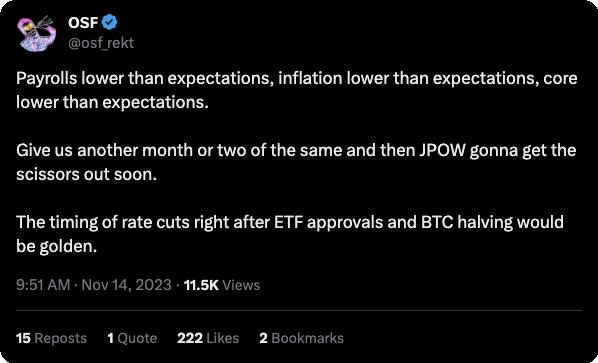 OSF
@osf_rekt
Payrolls lower than expectations, inflation lower than expectations, core
lower than expectations.
Give us another month or two of the same and then JPOW gonna get the
scissors out soon.
The timing of rate cuts right after ETF approvals and BTC halving would
be golden.
9:51 AM · Nov 14, 2023 · 11.5K Views
15 Reposts 1 Quote 222 Likes 2 Bookmarks